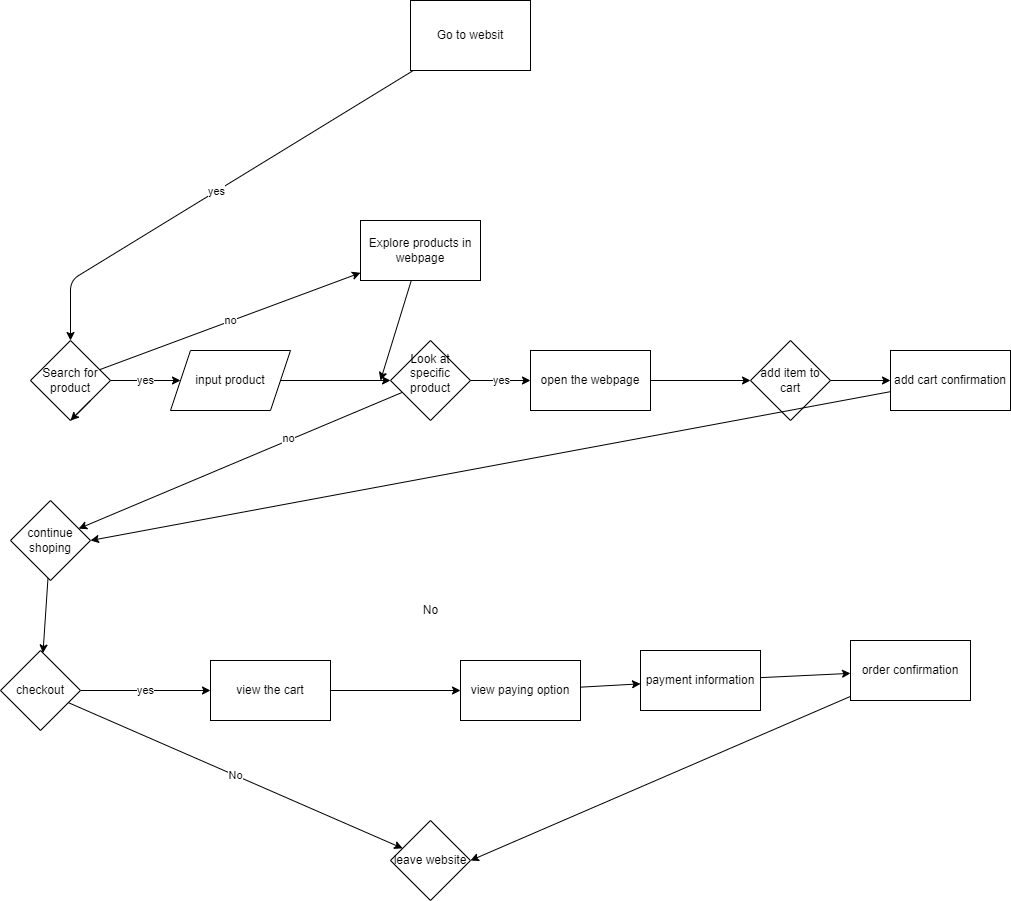 Go to websit
yes
Explore products in
webpage
no
Search for
product
yes
input product
Look at
specific
product
yes
open the webpage
add item to
cart
add cart confirmation
no
continue
shoping
No
checkout
yes
view the cart
view paying option
payment information
order confirmation
No
leave website